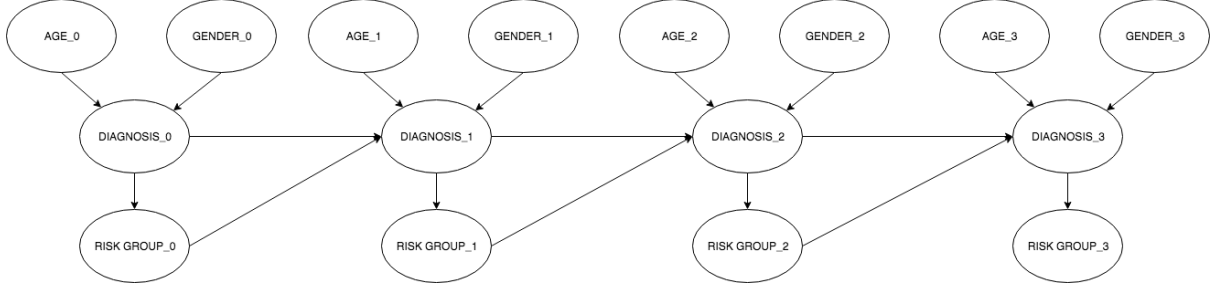 AGE_0
GENDER_0
AGE_1
GENDER_1
AGE_2
GENDER_2
AGE_3
GENDER_3
DIAGNOSIS_0
DIAGNOSIS_1
DIAGNOSIS_2
DIAGNOSIS_3
RISK GROUP_0
RISK GROUP_1
RISK GROUP_2
RISK GROUP_3